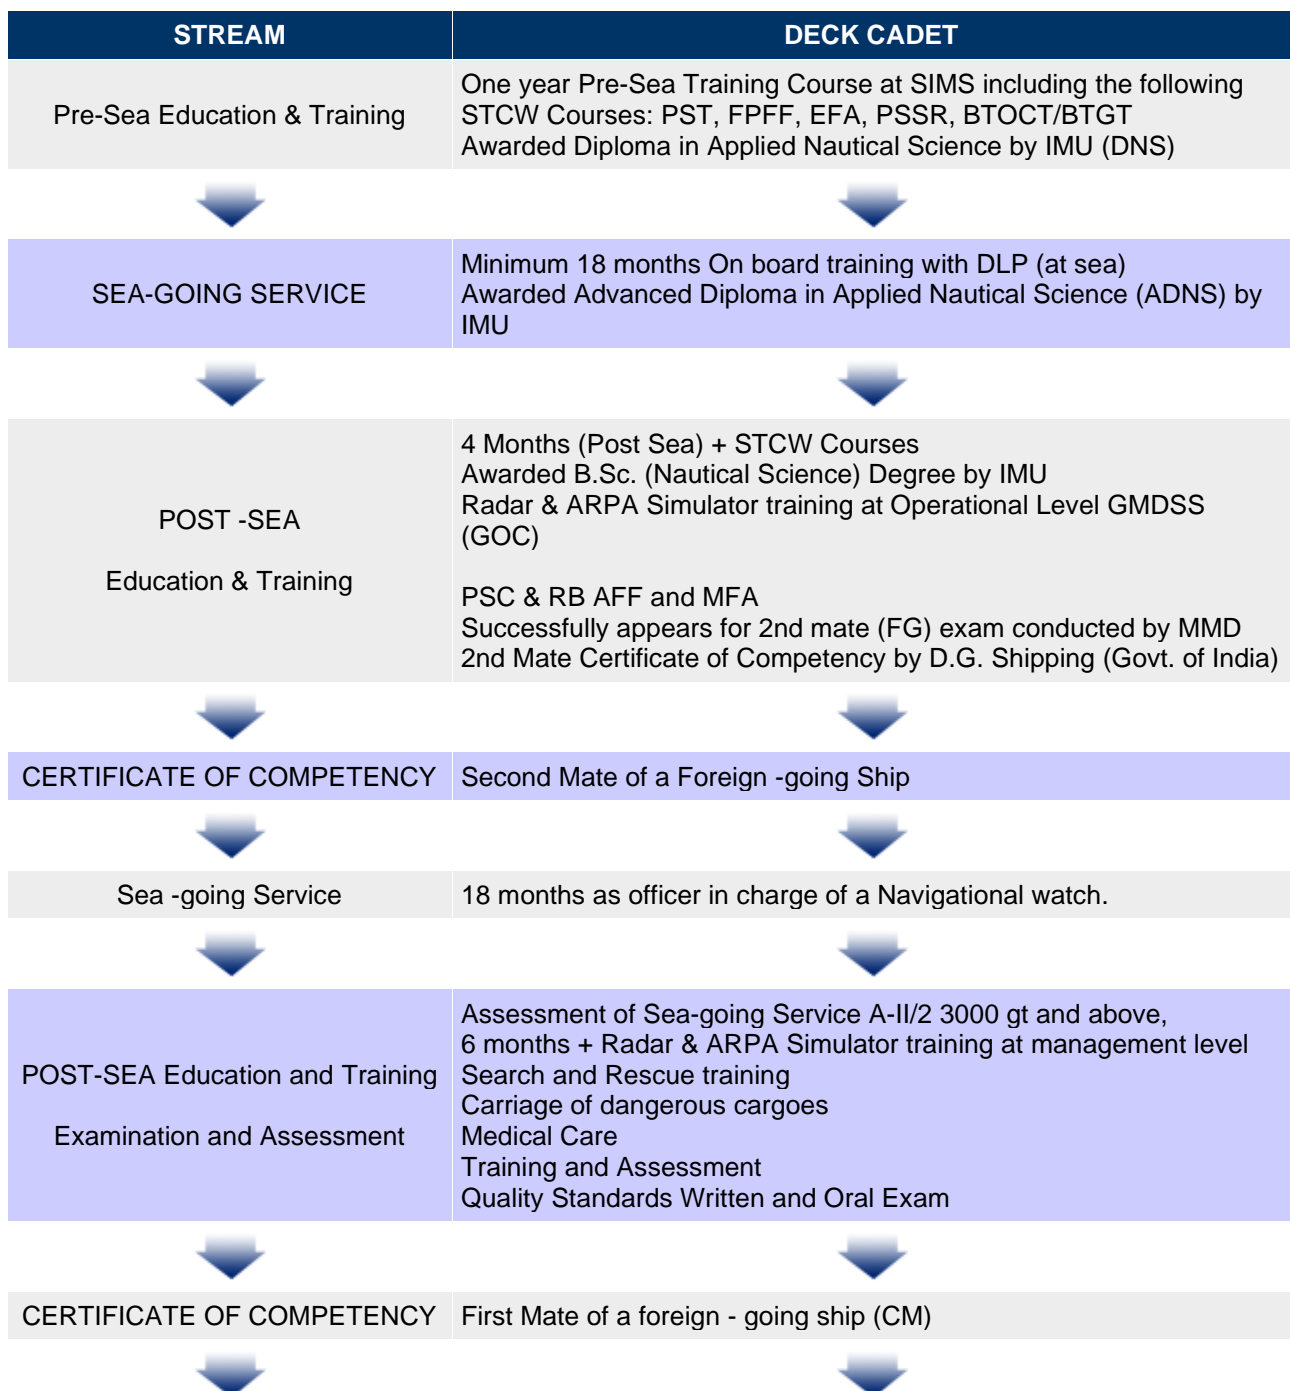 STREAM
DECK CADET
Pre-Sea Education & Training
One year Pre-Sea Training Course at SIMS including the following
STCW Courses: PST, FPFF, EFA, PSSR, BTOCT/BTGT
Awarded Diploma in Applied Nautical Science by IMU (DNS)
SEA-GOING SERVICE
Minimum 18 months On board training with DLP (at sea)
Awarded Advanced Diploma in Applied Nautical Science (ADNS) by
IMU
POST -SEA
Education & Training
4 Months (Post Sea) + STCW Courses
Awarded B.Sc. (Nautical Science) Degree by IMU
Radar & ARPA Simulator training at Operational Level GMDSS
(GOC)
PSC & RB AFF and MFA
Successfully appears for 2nd mate (FG) exam conducted by MMD
2nd Mate Certificate of Competency by D.G. Shipping (Govt. of India)
CERTIFICATE OF COMPETENCY
Second Mate of a Foreign -going Ship
Sea -going Service
18 months as officer in charge of a Navigational watch.
POST-SEA Education and Training
Examination and Assessment
Assessment of Sea-going Service A-II/2 3000 gt and above,
6 months + Radar & ARPA Simulator training at management level
Search and Rescue training
Carriage of dangerous cargoes
Medical Care
Training and Assessment
Quality Standards Written and Oral Exam
CERTIFICATE OF COMPETENCY
First Mate of a foreign - going ship (CM)